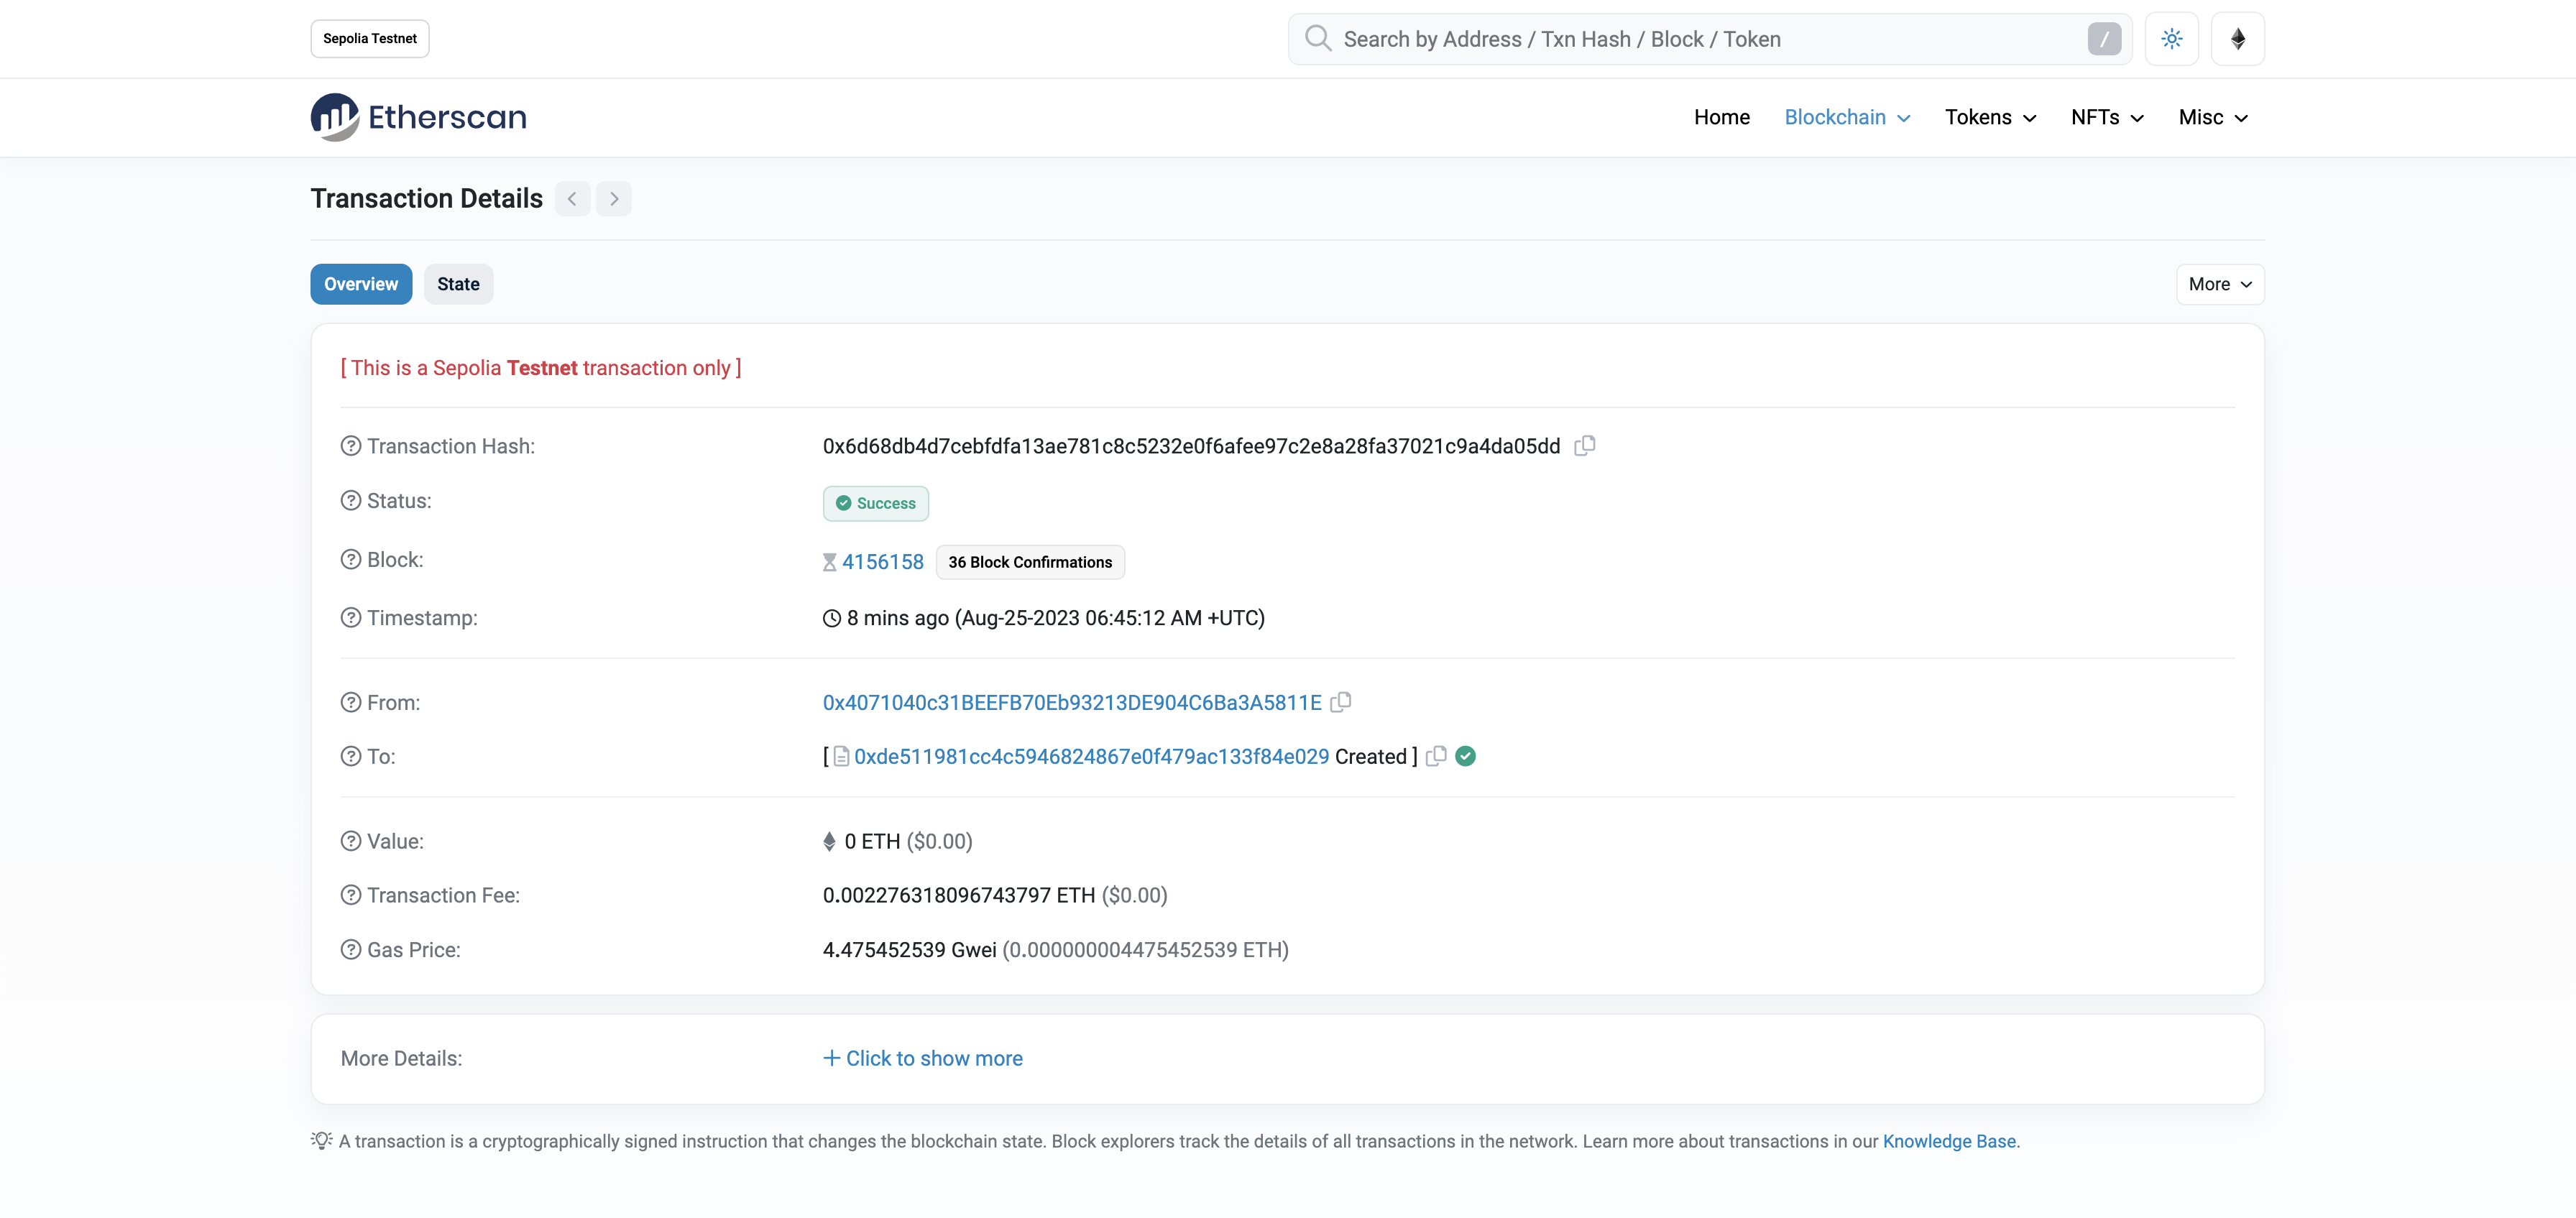 Sepolia Testnet
Search by Address / Txn Hash / Block / Token /
Etherscan
Home Blockchain Tokens NFTs Misc
Transaction Details
Overview State More
[ This is a Sepolia Testnet transaction only ]
Transaction Hash: 0x6d68db4d7cebfdfa13ae781c8c5232e0f6afee97c2e8a28fa37021c9a4da05dd
Status: Success
Block: 4156158 36 Block Confirmations
Timestamp: 8 mins ago (Aug-25-2023 06:45:12 AM +UTC)
From: 0x4071040c31BEEFB70Eb93213DE904C6Ba3A5811E
To: [ 0xde511981cc4c5946824867e0f479ac133f84e029 Created ]
Value: 0 ETH ($0.00)
Transaction Fee: 0.002276318096743797 ETH ($0.00)
Gas Price: 4.475452539 Gwei (0.000000004475452539 ETH)
More Details: + Click to show more
A transaction is a cryptographically signed instruction that changes the blockchain state. Block explorers track the details of all transactions in the network. Learn more about transactions in our Knowledge Base.